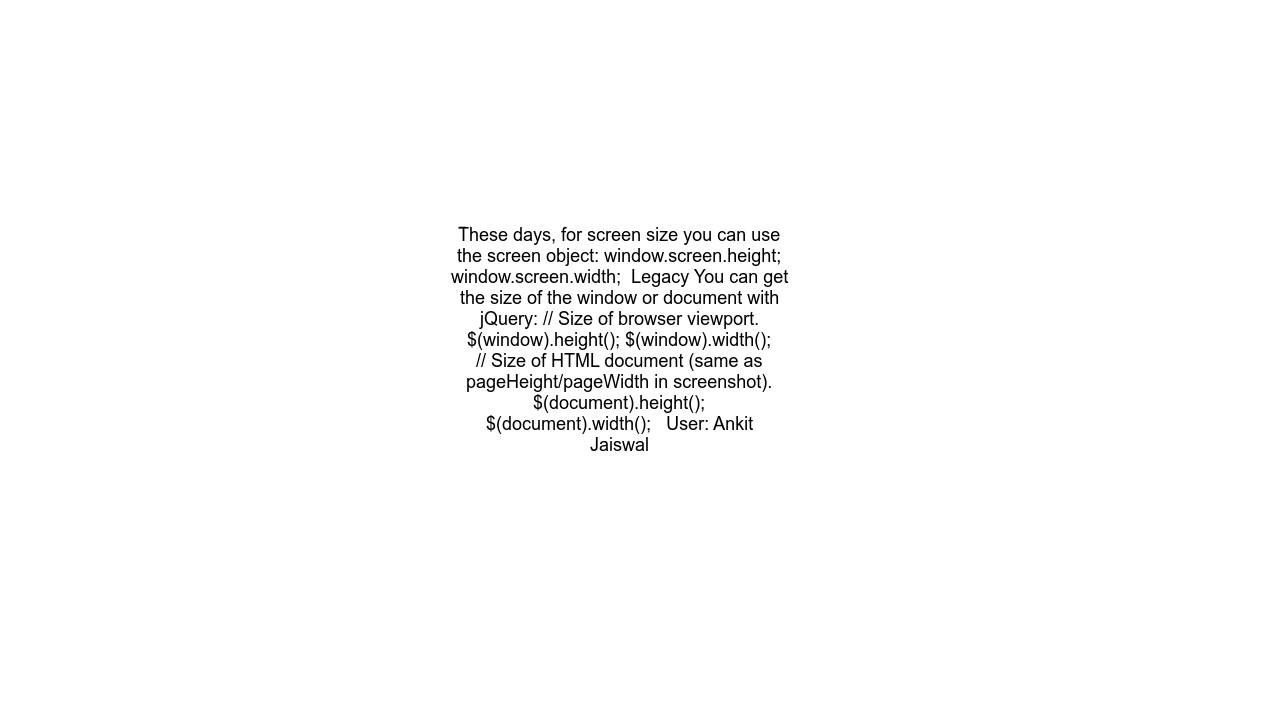 These days, for screen size you can use
the screen object: window.screen.height;
window.screen.width;  Legacy You can get
the size of the window or document with
jQuery: // Size of browser viewport.
$(window).height(); $(window).width();
// Size of HTML document (same as
pageHeight/pageWidth in screenshot).
$(document).height();
$(document).width();   User: Ankit
Jaiswal